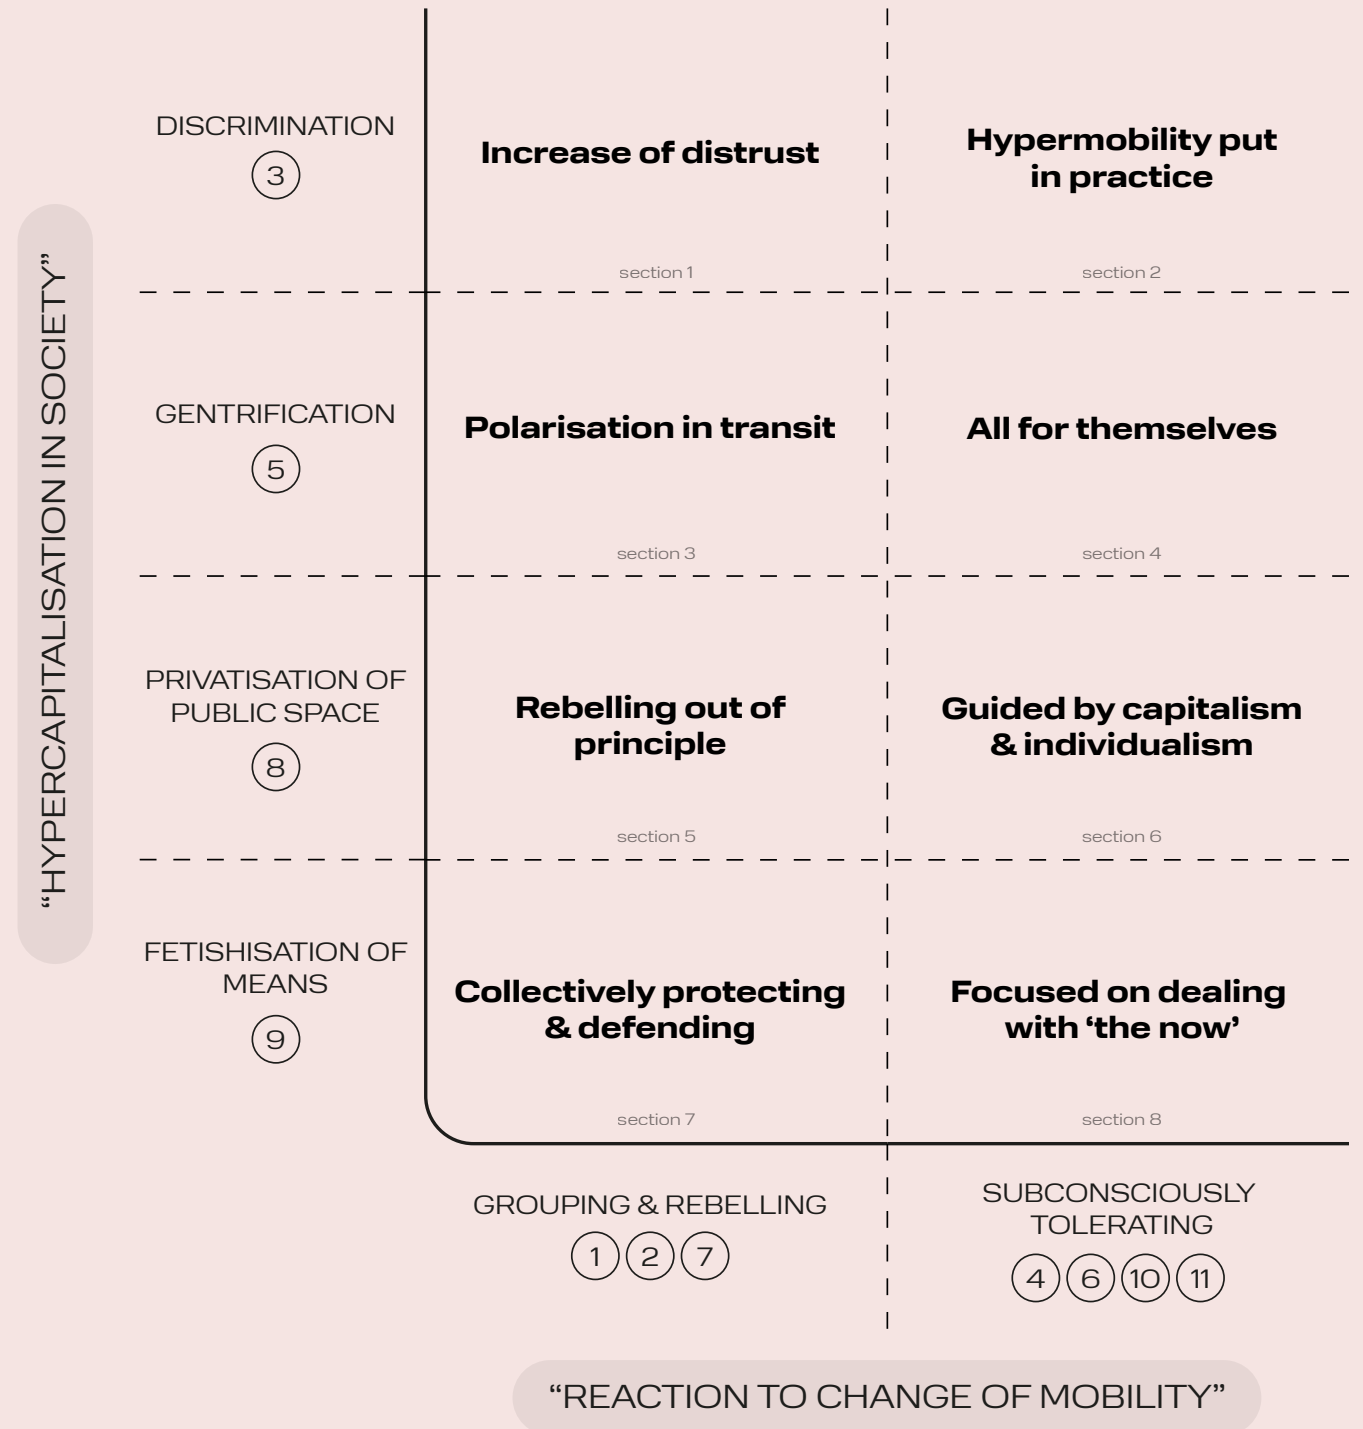 DISCRIMINATION
3
Increase of distrust
section 1
Hypermobility put
in practice
section 2
GENTRIFICATION
5
Polarisation in transit
section 3
All for themselves
section 4
PRIVATISATION OF
PUBLIC SPACE
8
Rebelling out of
principle
section 5
Guided by capitalism
& individualism
section 6
FETISHISATION OF
MEANS
9
Collectively protecting
& defending
section 7
Focused on dealing
with ‘the now’
section 8
“HYPERCAPITALISATION IN SOCIETY”
GROUPING & REBELLING
1 2 7
SUBCONSCIOUSLY
TOLERATING
4 6 10 11
“REACTION TO CHANGE OF MOBILITY”